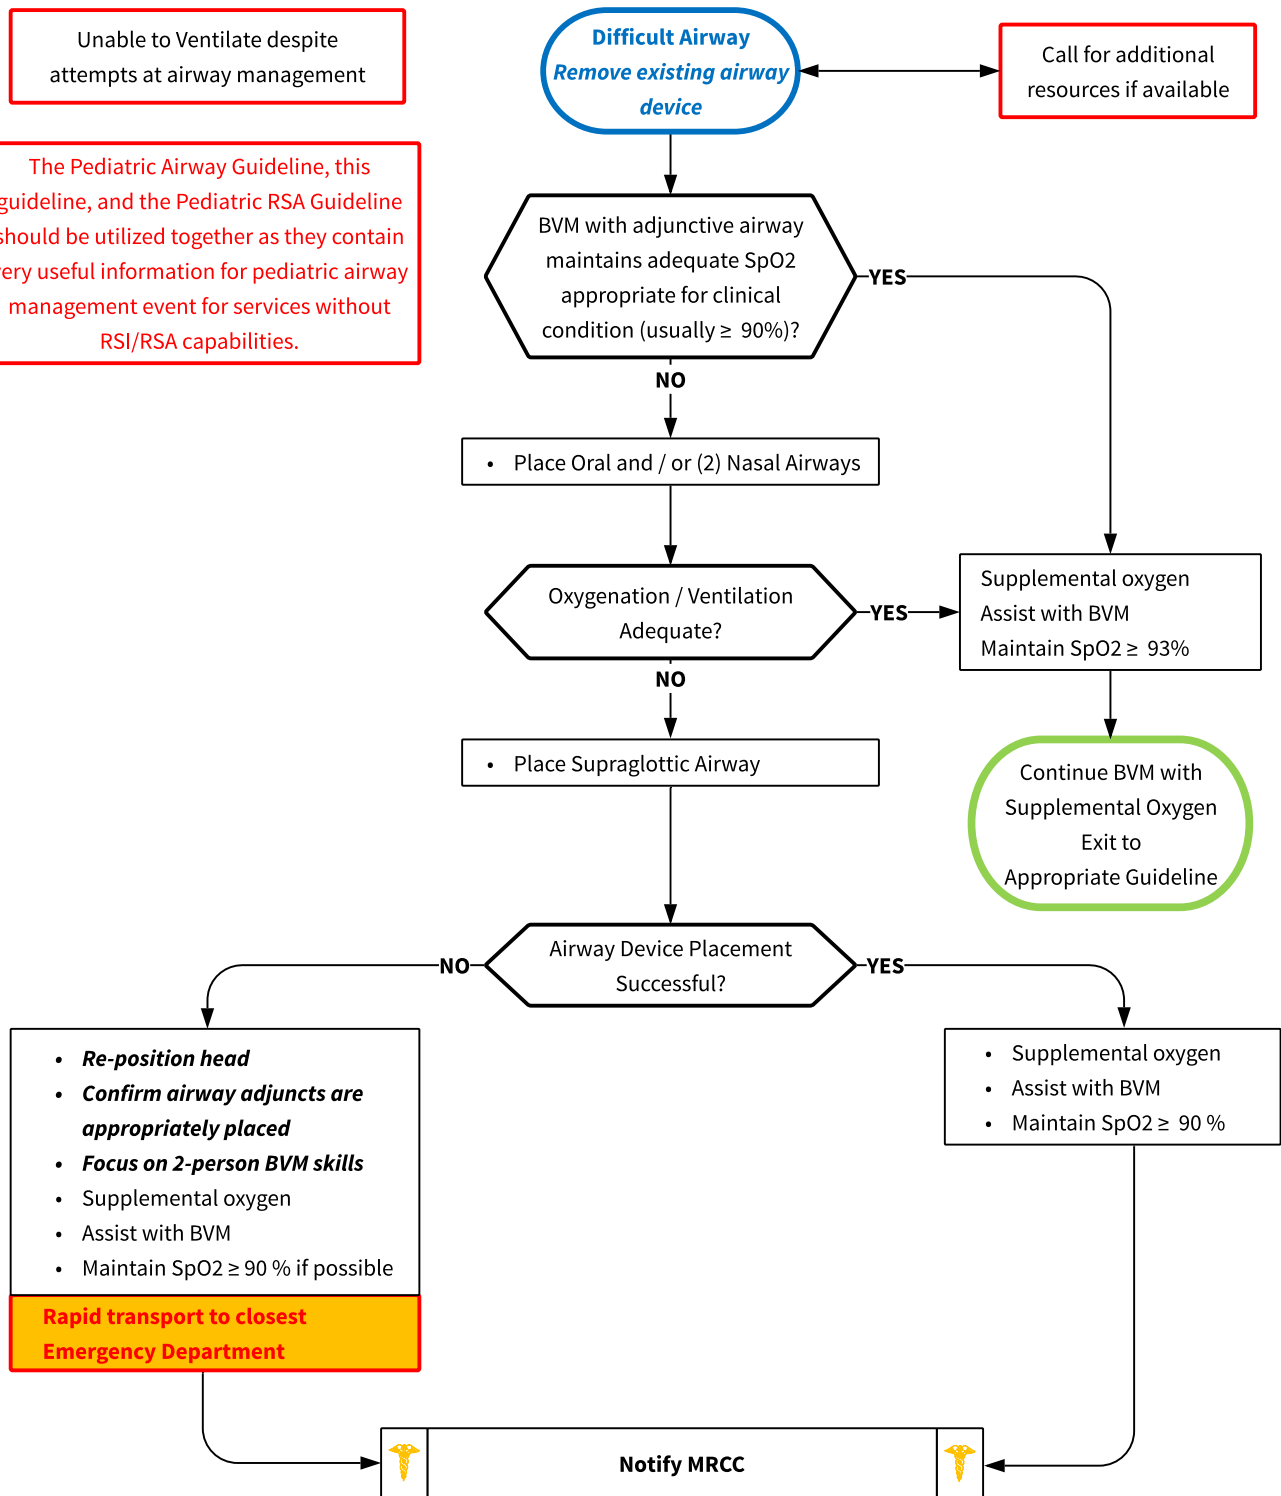 Unable to Ventilate despite
attempts at airway management
Difficult Airway
Remove existing airway
device
Call for additional
resources if available
The Pediatric Airway Guideline, this
guideline, and the Pediatric RSA Guideline
should be utilized together as they contain
very useful information for pediatric airway
management event for services without
RSI/RSA capabilities.
BVM with adjunctive airway
maintains adequate SpO2
appropriate for clinical
condition (usually ≥ 90%)?
YES
NO
• Place Oral and / or (2) Nasal Airways
Oxygenation / Ventilation
Adequate?
YES
Supplemental oxygen
Assist with BVM
Maintain SpO2 ≥ 93%
NO
• Place Supraglottic Airway
Continue BVM with
Supplemental Oxygen
Exit to
Appropriate Guideline
Airway Device Placement
Successful?
NO
YES
• Re-position head
• Confirm airway adjuncts are
appropriately placed
• Focus on 2-person BVM skills
• Supplemental oxygen
• Assist with BVM
• Maintain SpO2 ≥ 90 % if possible
Rapid transport to closest
Emergency Department
• Supplemental oxygen
• Assist with BVM
• Maintain SpO2 ≥ 90 %
Notify MRCC